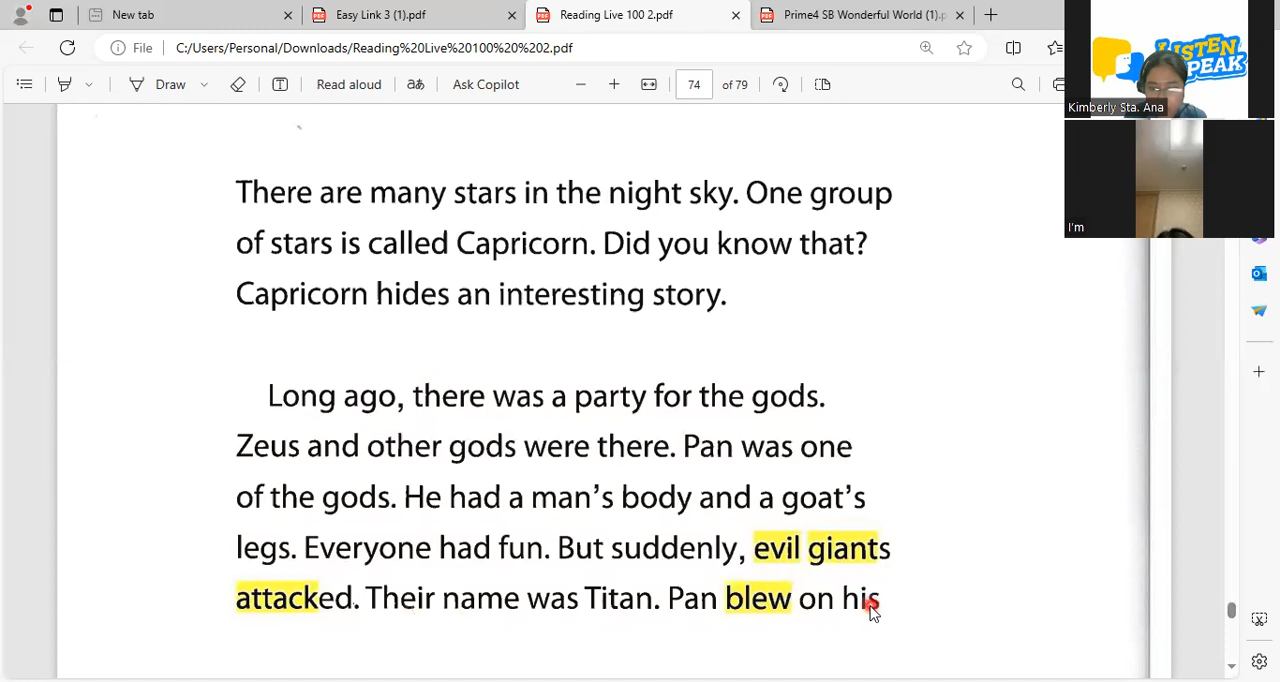 New tab
Easy Link 3 (1).pdf
Reading Live 100 2.pdf
Prime4 SB Wonderful World (1).p
File
C:/Users/Personal/Downloads/Reading%20Live%20100%20%202.pdf
Draw
Read aloud
aあ
Ask Copilot
74
of 79
LISTEN
SPEAK
Kimberly Sta. Ana
I'm
There are many stars in the night sky. One group
of stars is called Capricorn. Did you know that?
Capricorn hides an interesting story.
Long ago, there was a party for the gods.
Zeus and other gods were there. Pan was one
of the gods. He had a man's body and a goat's
legs. Everyone had fun. But suddenly, evil giants
attacked. Their name was Titan. Pan blew on his